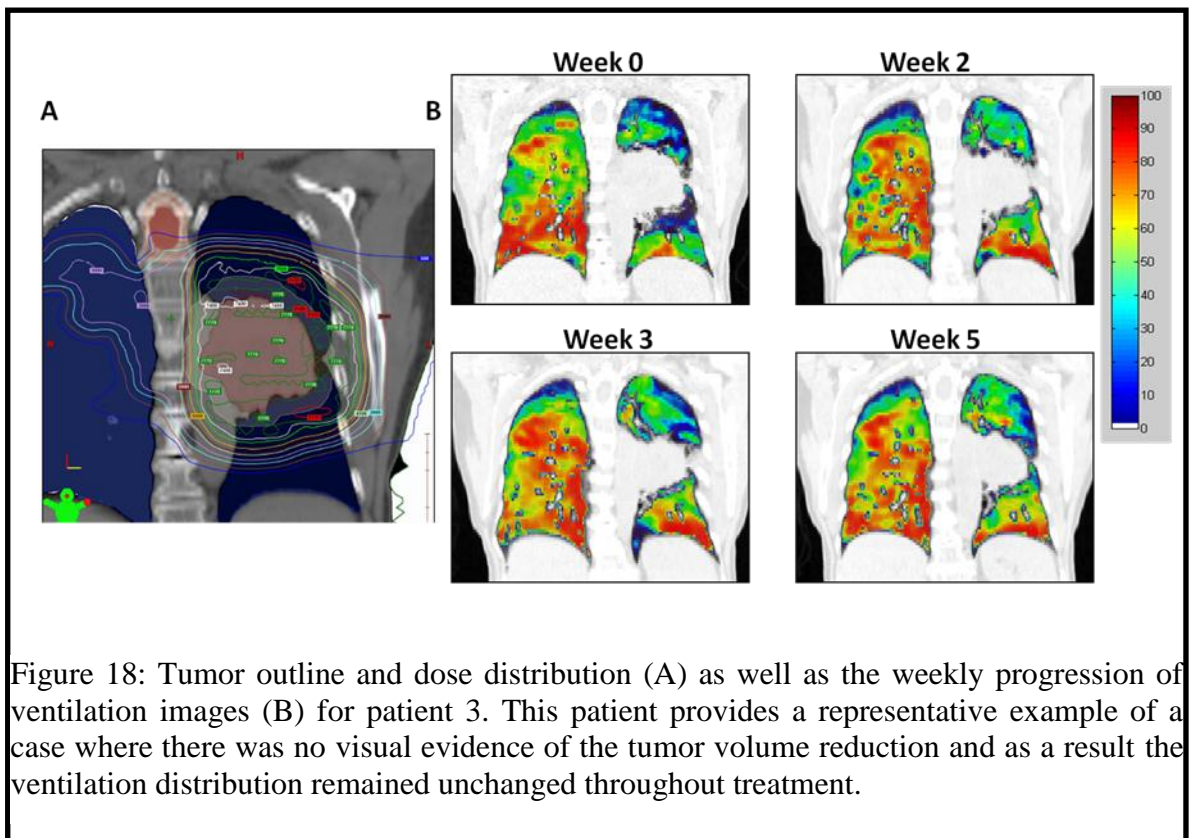 Week 0
Week 2
A
B
H
100
90
80
70
60
50
40
30
20
10
0
Week 3
Week 5
Figure 18: Tumor outline and dose distribution (A) as well as the weekly progression of
ventilation images (B) for patient 3. This patient provides a representative example of a
case where there was no visual evidence of the tumor volume reduction and as a result the
ventilation distribution remained unchanged throughout treatment.